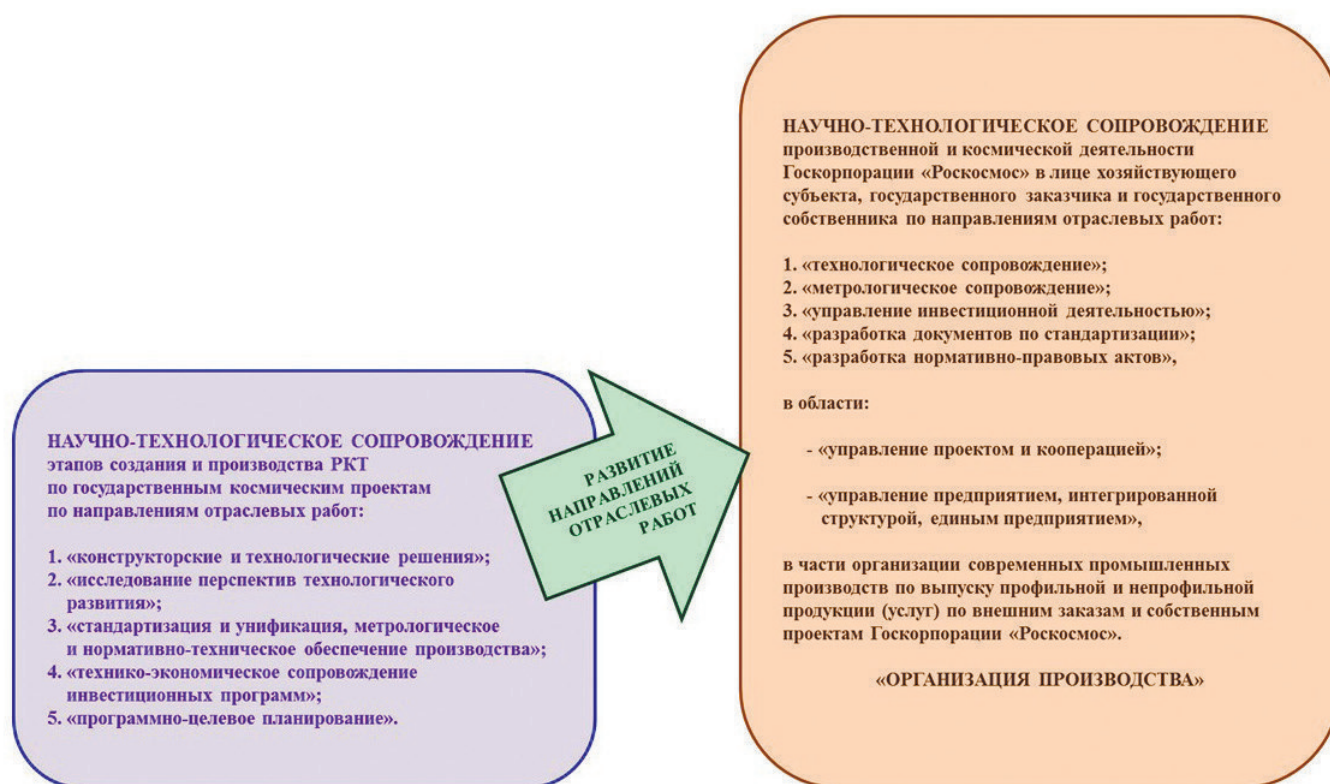 НАУЧНО-ТЕХНОЛОГИЧЕСКОЕ СОПРОВОЖДЕНИЕ
этапов создания и производства РКТ
по государственным космическим проектам
по направлениям отраслевых работ:
1. «конструкторские и технологические решения»;
2. «исследование перспектив технологического
развития»;
3. «стандартизация и унификация, метрологическое
и нормативно-техническое обеспечение производства»;
4. «технико-экономическое сопровождение
инвестиционных программ»;
5. «программно-целевое планирование».
РАЗВИТИЕ
НАПРАВЛЕНИЙ
ОТРАСЛЕВЫХ
РАБОТ
НАУЧНО-ТЕХНОЛОГИЧЕСКОЕ СОПРОВОЖДЕНИЕ
производственной и космической деятельности
Госкорпорации «Роскосмос» в лице хозяйствующего
субъекта, государственного заказчика и государственного
собственника по направлениям отраслевых работ:
1. «технологическое сопровождение»;
2. «метрологическое сопровождение»;
3. «управление инвестиционной деятельностью»;
4. «разработка документов по стандартизации»;
5. «разработка нормативно-правовых актов»,
в области:
- «управление проектом и кооперацией»;
- «управление предприятием, интегрированной
структурой, единым предприятием»,
в части организации современных промышленных
производств по выпуску профильной и непрофильной
продукции (услуг) по внешним заказам и собственным
проектам Госкорпорации «Роскосмос».
«ОРГАНИЗАЦИЯ ПРОИЗВОДСТВА»